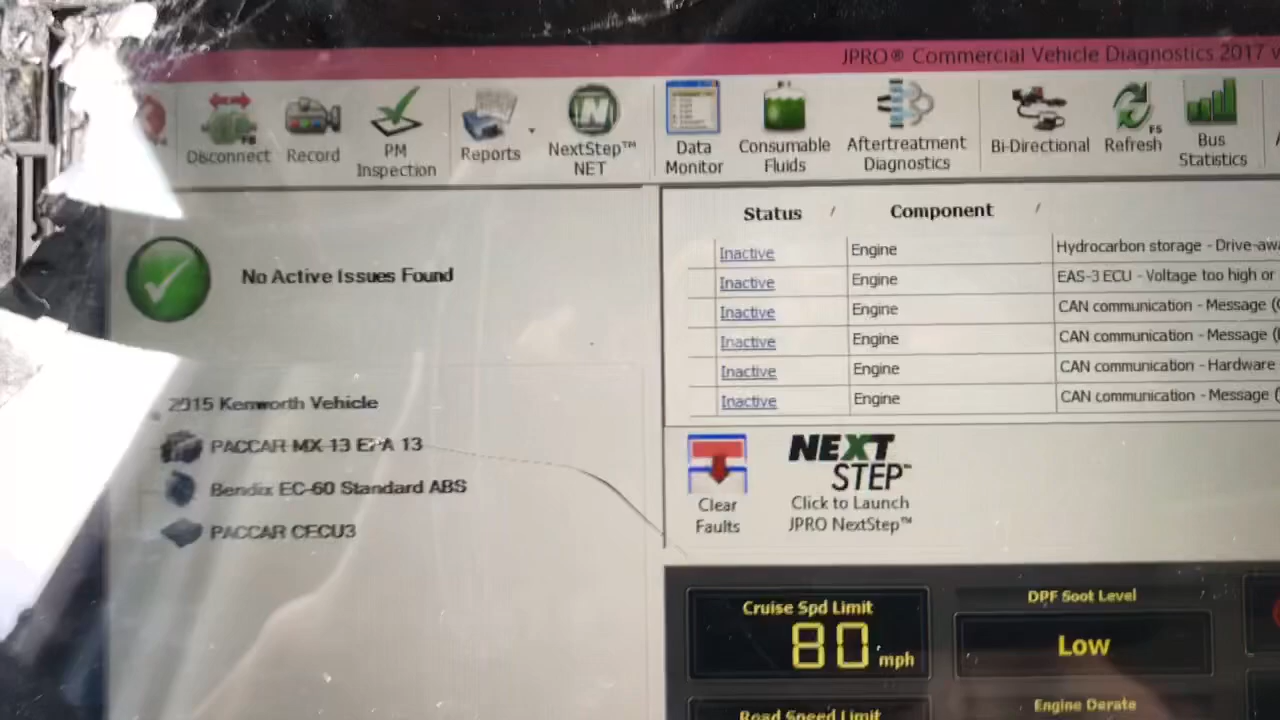 JPRO® Commercial Vehicle Diagnostics 2017 v
Disconnect
Record
PM
Inspection
Reports
NextStep™
NET
Data
Monitor
Consumable
Fluids
Aftertreatment
Diagnostics
Bi-Directional
Refresh
F5
Bus
Statistics
No Active Issues Found
Status / Component /
Inactive Engine Hydrocarbon storage - Drive-awa
Inactive Engine EAS-3 ECU - Voltage too high or
Inactive Engine CAN communication - Message (
Inactive Engine CAN communication - Message (
Inactive Engine CAN communication - Hardware
Inactive Engine CAN communication - Message (
2015 Kenworth Vehicle
PACCAR MX 13 EPA 13
Bendix EC-60 Standard ABS
PACCAR CECU3
Clear
Faults
NEXT
STEP™
Click to Launch
JPRO NextStep™
Cruise Spd Limit
80 mph
DPF Soot Level
Low
Road Speed Limit
Engine Derate